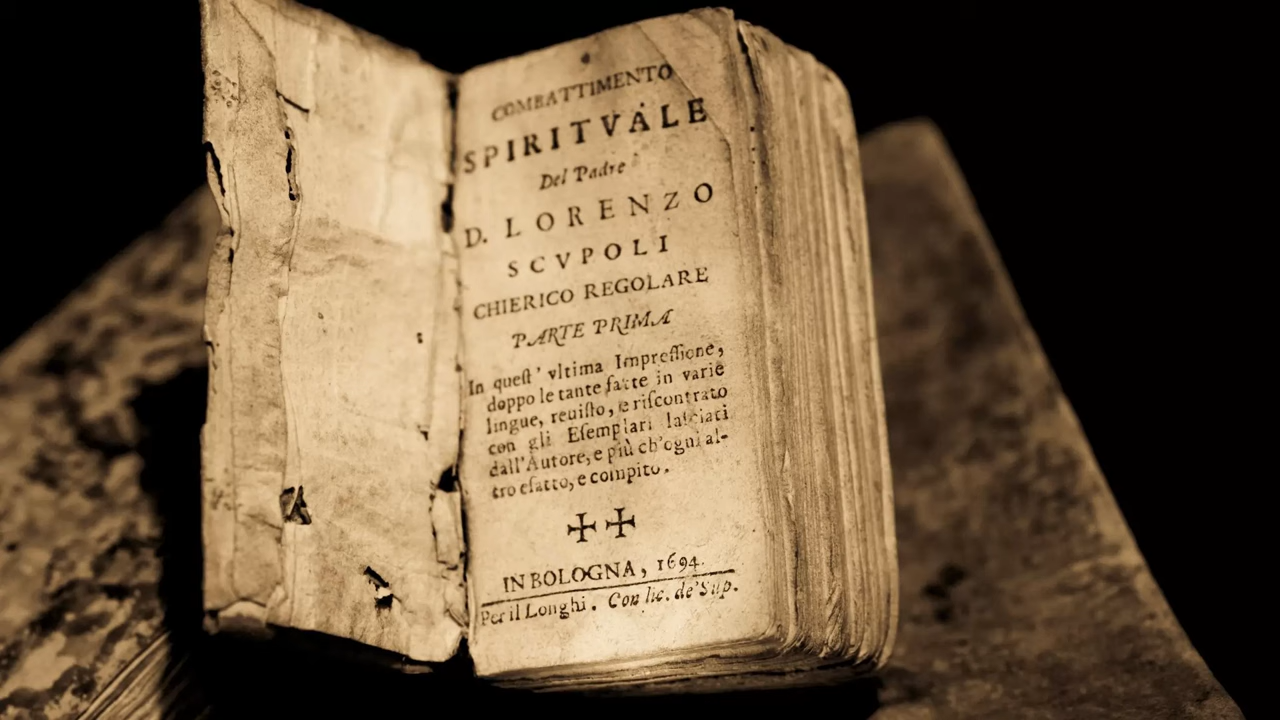 COMBATTIMENTO
SPIRITVALE
Del Padre
D. LORENZO
SCVPOLI
CHIERICO REGOLARE
PARTE PRIMA
In queſt' vltima Impreſſione,
doppo le tante fatte in varie
lingue, reuiſto, e riſcontrato
con gli Eſemplari laſciati
dall'Autore, e più ch'ogni al-
tro eſatto, e compito.
✠ ✠
IN BOLOGNA, 1694.
Per il Longhi. Con lic. de' Sup.